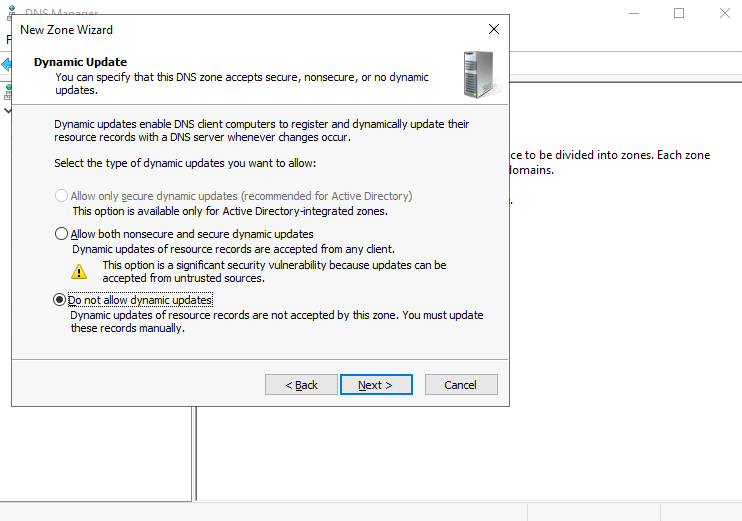 DNS Manager
New Zone Wizard
Dynamic Update
You can specify that this DNS zone accepts secure, nonsecure, or no dynamic
updates.
Dynamic updates enable DNS client computers to register and dynamically update their
resource records with a DNS server whenever changes occur.
Select the type of dynamic updates you want to allow:
Allow only secure dynamic updates (recommended for Active Directory)
This option is available only for Active Directory-integrated zones.
Allow both nonsecure and secure dynamic updates
Dynamic updates of resource records are accepted from any client.
This option is a significant security vulnerability because updates can be
accepted from untrusted sources.
Do not allow dynamic updates
Dynamic updates of resource records are not accepted by this zone. You must update
these records manually.
< Back
Next >
Cancel
to be divided into zones. Each zone